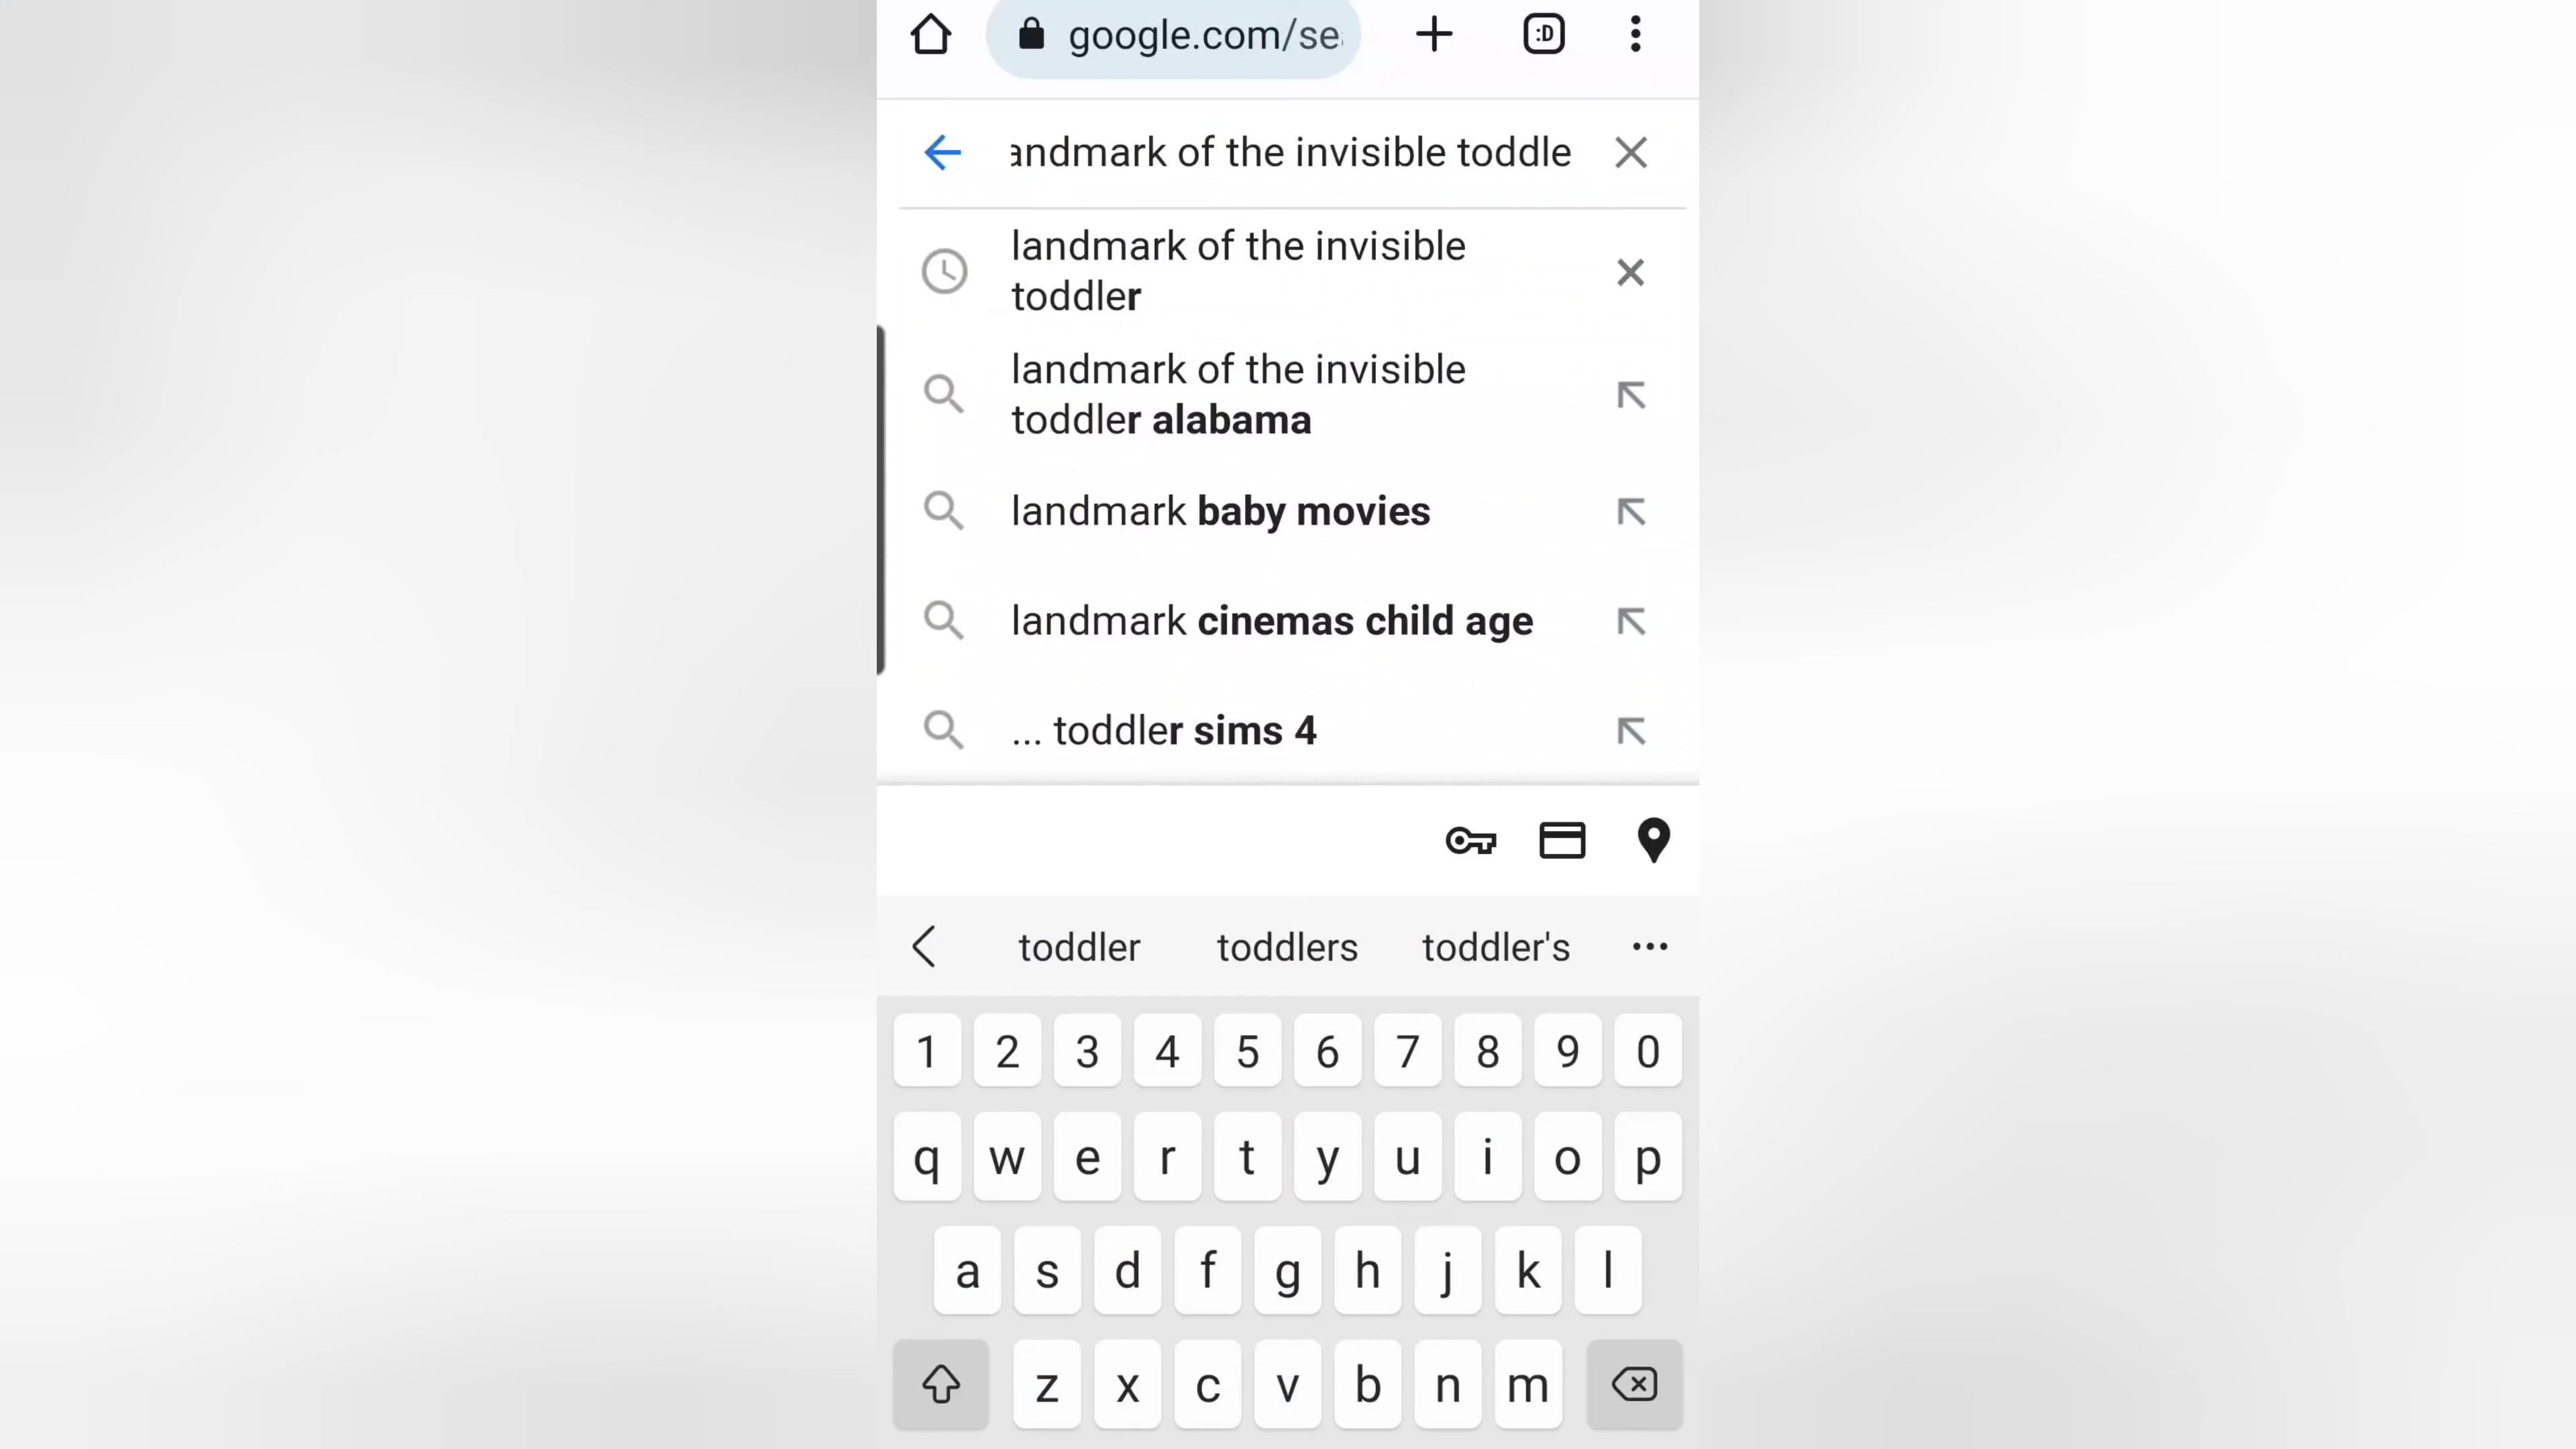 google.com/se
:D
andmark of the invisible toddle
landmark of the invisible
toddler
landmark of the invisible
toddler alabama
landmark baby movies
landmark cinemas child age
... toddler sims 4
toddler toddlers toddler's ...
1 2 3 4 5 6 7 8 9 0
q w e r t y u i o p
a s d f g h j k l
z x c v b n m